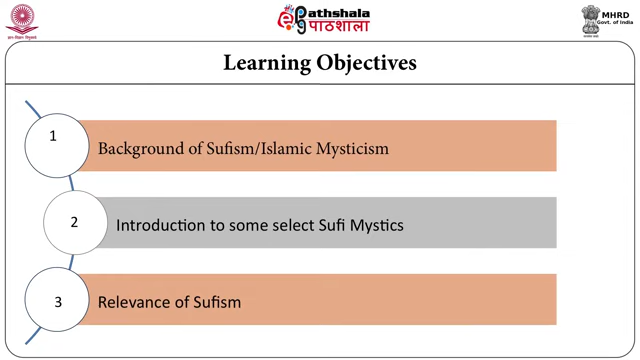 Pathshala
पाठशाला
MHRD
Govt. of India
Learning Objectives
1
Background of Sufism/Islamic Mysticism
2
Introduction to some select Sufi Mystics
3
Relevance of Sufism